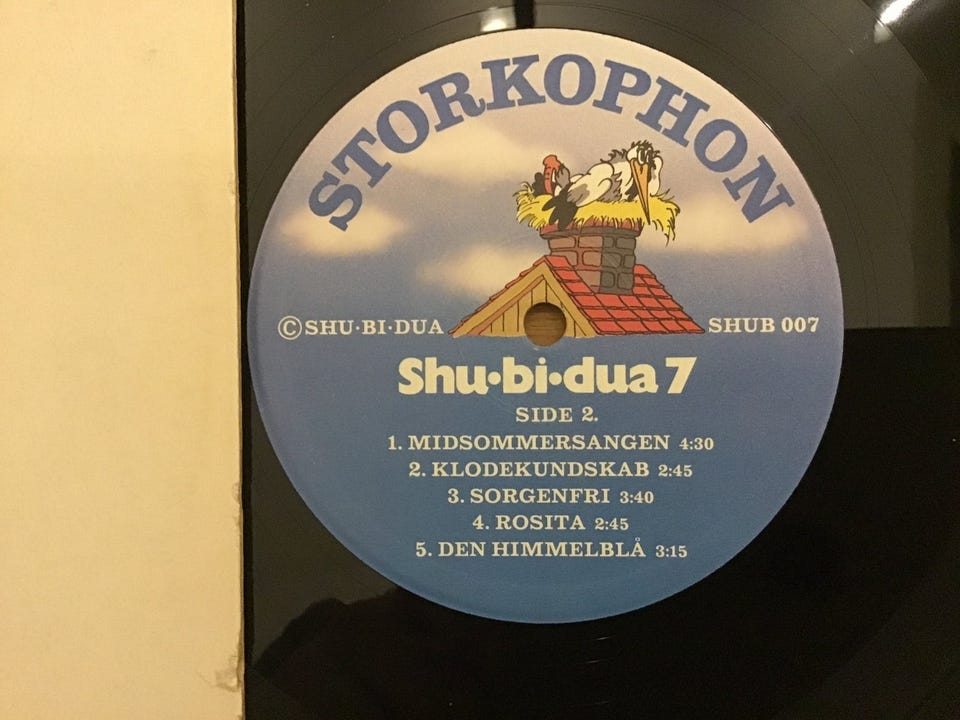 STORKOPHON
©SHU·BI·DUA
SHUB 007
Shu·bi·dua 7
SIDE 2.
1. MIDSOMMERSANGEN 4:30
2. KLODEKUNDSKAB 2:45
3. SORGENFRI 3:40
4. ROSITA 2:45
5. DEN HIMMELBLÅ 3:15